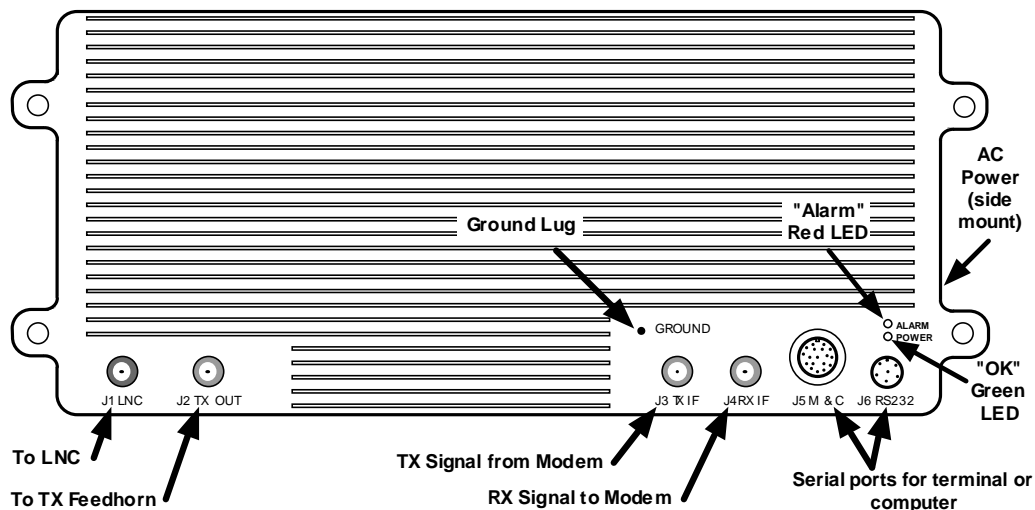 AC
Power
(side
mount)
"Alarm"
Red LED
Ground Lug
GROUND
ALARM
POWER
"OK"
Green
LED
J1 LNC
J2 TX OUT
J3 TX IF
J4 RX IF
J5 M & C
J6 RS232
To LNC
To TX Feedhorn
TX Signal from Modem
RX Signal to Modem
Serial ports for terminal or
computer